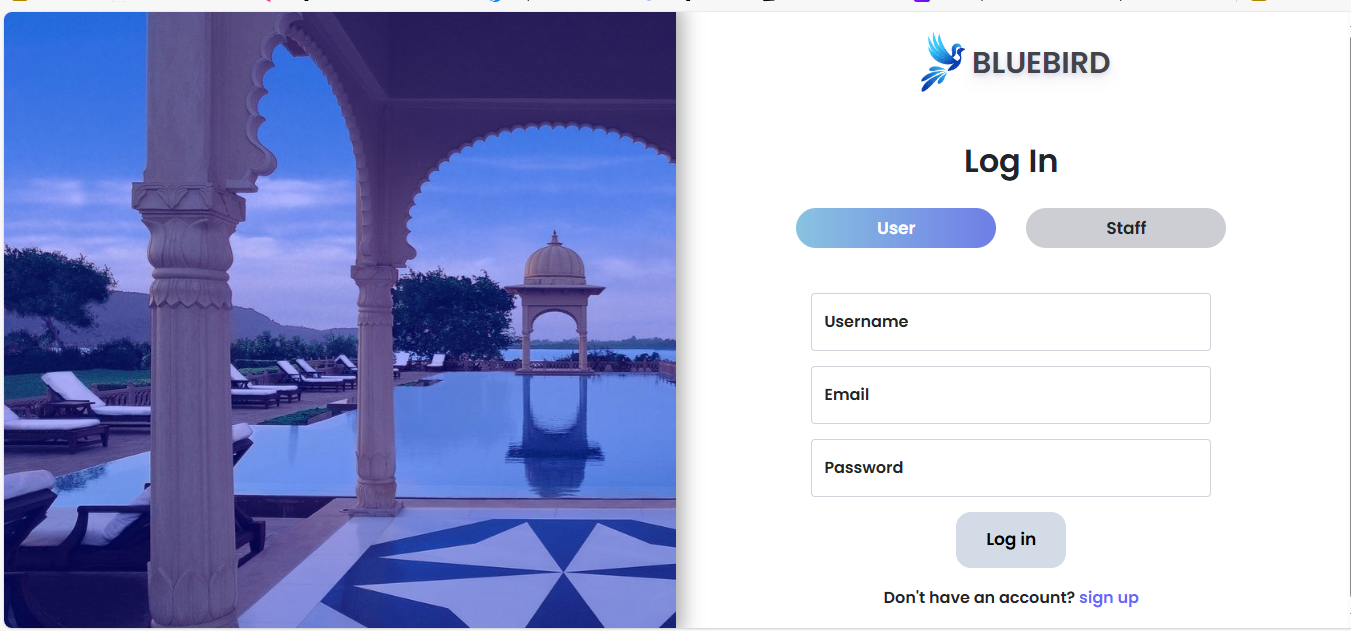 BLUEBIRD
Log In
User Staff
Username
Email
Password
Log in
Don't have an account? sign up